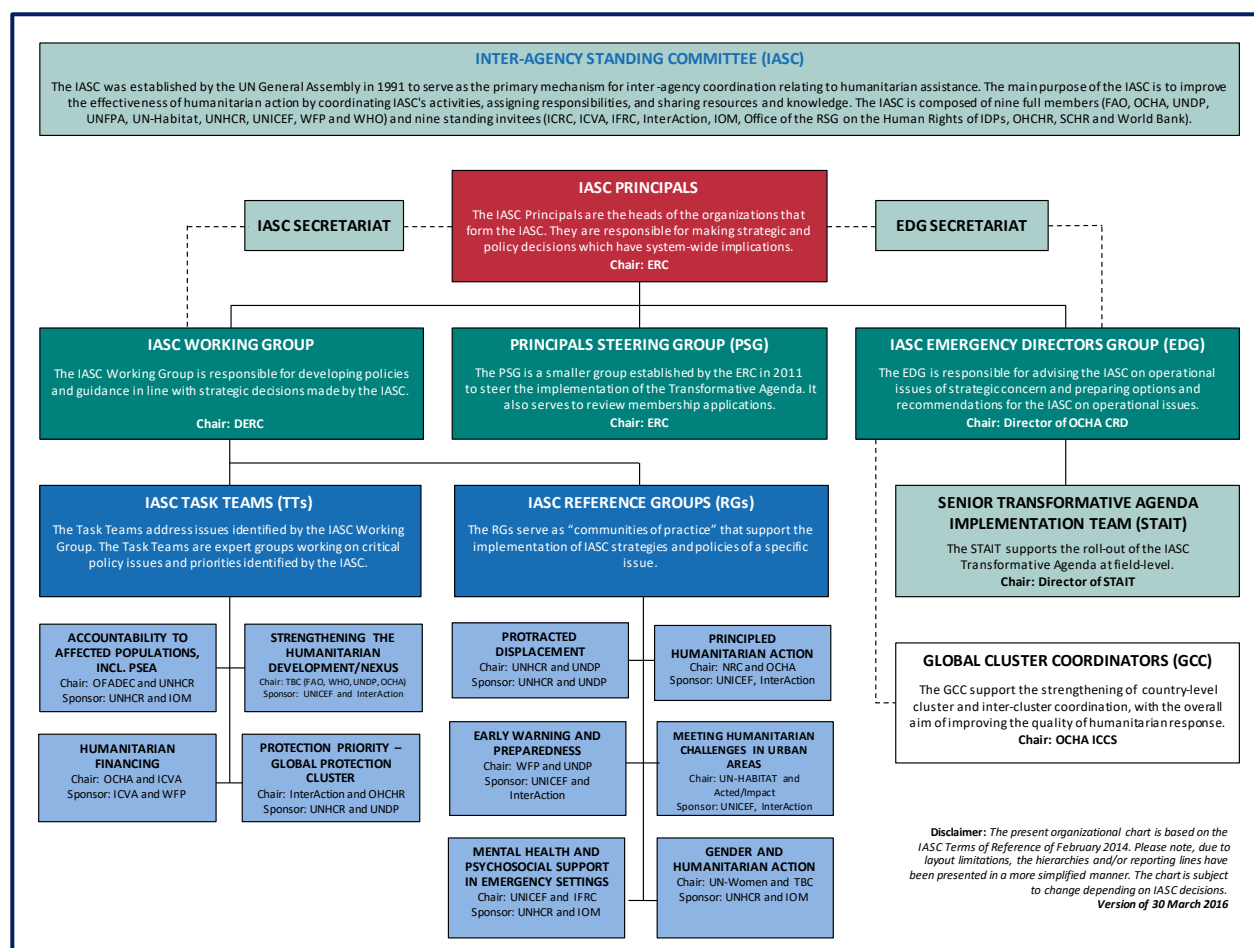 INTER-AGENCY STANDING COMMITTEE (IASC)
The IASC was established by the UN General Assembly in 1991 to serve as the primary mechanism for inter-agency coordination relating to humanitarian assistance. The main purpose of the IASC is to improve
the effectiveness of humanitarian action by coordinating IASC's activities, assigning responsibilities, and sharing resources and knowledge. The IASC is composed of nine full members (FAO, OCHA, UNDP,
UNFPA, UN-Habitat, UNHCR, UNICEF, WFP and WHO) and nine standing invitees (ICRC, ICVA, IFRC, InterAction, IOM, Office of the RSG on the Human Rights of IDPs, OHCHR, SCHR and World Bank).
IASC PRINCIPALS
The IASC Principals are the heads of the organizations that
form the IASC. They are responsible for making strategic and
policy decisions which have system-wide implications.
Chair: ERC
IASC SECRETARIAT
EDG SECRETARIAT
IASC WORKING GROUP
The IASC Working Group is responsible for developing policies
and guidance in line with strategic decisions made by the IASC.
Chair: DERC
PRINCIPALS STEERING GROUP (PSG)
The PSG is a smaller group established by the ERC in 2011
to steer the implementation of the Transformative Agenda. It
also serves to review membership applications.
Chair: ERC
IASC EMERGENCY DIRECTORS GROUP (EDG)
The EDG is responsible for advising the IASC on operational
issues of strategic concern and preparing options and
recommendations for the IASC on operational issues.
Chair: Director of OCHA CRD
IASC TASK TEAMS (TTs)
The Task Teams address issues identified by the IASC Working
Group. The Task Teams are expert groups working on critical
policy issues and priorities identified by the IASC.
IASC REFERENCE GROUPS (RGs)
The RGs serve as “communities of practice” that support the
implementation of IASC strategies and policies of a specific
issue.
SENIOR TRANSFORMATIVE AGENDA
IMPLEMENTATION TEAM (STAIT)
The STAIT supports the roll-out of the IASC
Transformative Agenda at field-level.
Chair: Director of STAIT
ACCOUNTABILITY TO
AFFECTED POPULATIONS,
INCL. PSEA
Chair: OFADEC and UNHCR
Sponsor: UNHCR and IOM
STRENGTHENING THE
HUMANITARIAN
DEVELOPMENT/NEXUS
Chair: TBC (FAO, WHO, UNDP, OCHA)
Sponsor: UNICEF and InterAction
HUMANITARIAN
FINANCING
Chair: OCHA and ICVA
Sponsor: ICVA and WFP
PROTECTION PRIORITY –
GLOBAL PROTECTION
CLUSTER
Chair: InterAction and OHCHR
Sponsor: UNHCR and UNDP
PROTRACTED
DISPLACEMENT
Chair: UNHCR and UNDP
Sponsor: UNHCR and UNDP
PRINCIPLED
HUMANITARIAN ACTION
Chair: NRC and OCHA
Sponsor: UNICEF, InterAction
EARLY WARNING AND
PREPAREDNESS
Chair: WFP and UNDP
Sponsor: UNICEF and
InterAction
MEETING HUMANITARIAN
CHALLENGES IN URBAN
AREAS
Chair: UN-HABITAT and
Acted/Impact
Sponsor: UNICEF, InterAction
MENTAL HEALTH AND
PSYCHOSOCIAL SUPPORT
IN EMERGENCY SETTINGS
Chair: UNICEF and IFRC
Sponsor: UNHCR and IOM
GENDER AND
HUMANITARIAN ACTION
Chair: UN-Women and TBC
Sponsor: UNHCR and IOM
GLOBAL CLUSTER COORDINATORS (GCC)
The GCC support the strengthening of country-level
cluster and inter-cluster coordination, with the overall
aim of improving the quality of humanitarian response.
Chair: OCHA ICCS
Disclaimer: The present organizational chart is based on the
IASC Terms of Reference of February 2014. Please note, due to
layout limitations, the hierarchies and/or reporting lines have
been presented in a more simplified manner. The chart is subject
to change depending on IASC decisions.
Version of 30 March 2016